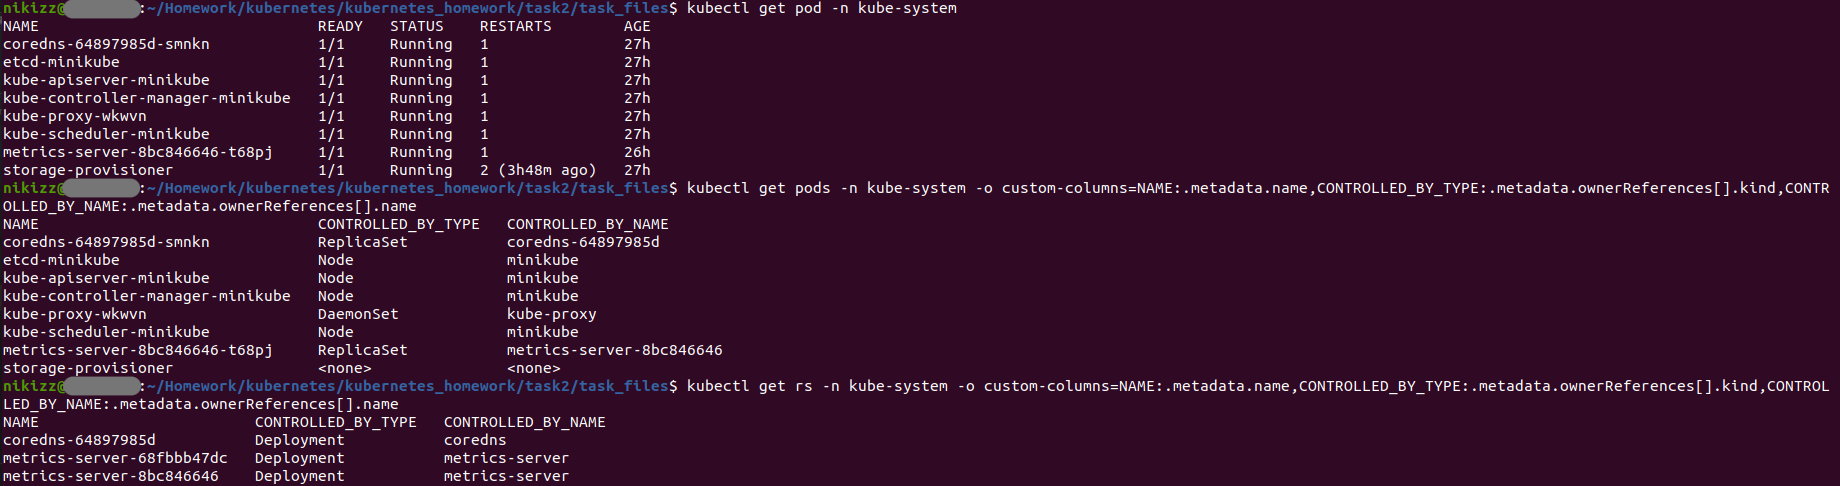 nikizz@:~/Homework/kubernetes/kubernetes_homework/task2/task_files$ kubectl get pod -n kube-system
NAME READY STATUS RESTARTS AGE
coredns-64897985d-smnkn 1/1 Running 1 27h
etcd-minikube 1/1 Running 1 27h
kube-apiserver-minikube 1/1 Running 1 27h
kube-controller-manager-minikube 1/1 Running 1 27h
kube-proxy-wkwvn 1/1 Running 1 27h
kube-scheduler-minikube 1/1 Running 1 27h
metrics-server-8bc846646-t68pj 1/1 Running 1 26h
storage-provisioner 1/1 Running 2 (3h48m ago) 27h
nikizz@:~/Homework/kubernetes/kubernetes_homework/task2/task_files$ kubectl get pods -n kube-system -o custom-columns=NAME:.metadata.name,CONTROLLED_BY_TYPE:.metadata.ownerReferences[].kind,CONTR
OLLED_BY_NAME:.metadata.ownerReferences[].name
NAME CONTROLLED_BY_TYPE CONTROLLED_BY_NAME
coredns-64897985d-smnkn ReplicaSet coredns-64897985d
etcd-minikube Node minikube
kube-apiserver-minikube Node minikube
kube-controller-manager-minikube Node minikube
kube-proxy-wkwvn DaemonSet kube-proxy
kube-scheduler-minikube Node minikube
metrics-server-8bc846646-t68pj ReplicaSet metrics-server-8bc846646
storage-provisioner <none> <none>
nikizz@:~/Homework/kubernetes/kubernetes_homework/task2/task_files$ kubectl get rs -n kube-system -o custom-columns=NAME:.metadata.name,CONTROLLED_BY_TYPE:.metadata.ownerReferences[].kind,CONTROL
LED_BY_NAME:.metadata.ownerReferences[].name
NAME CONTROLLED_BY_TYPE CONTROLLED_BY_NAME
coredns-64897985d Deployment coredns
metrics-server-68fbbb47dc Deployment metrics-server
metrics-server-8bc846646 Deployment metrics-server